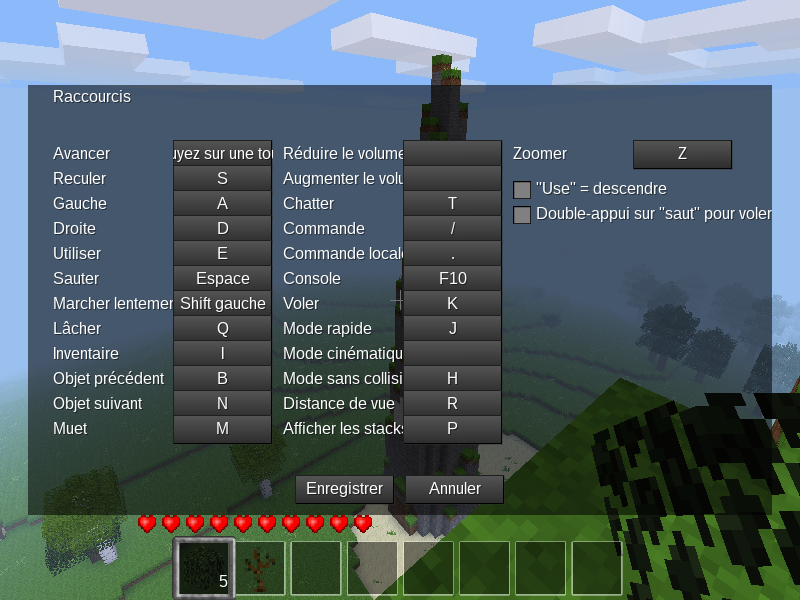 Raccourcis
Avancer
uyez sur une tou
Reculer
S
Gauche
A
Droite
D
Utiliser
E
Sauter
Espace
Marcher lentemen
Shift gauche
Lâcher
Q
Inventaire
I
Objet précédent
B
Objet suivant
N
Muet
M
Réduire le volume
Augmenter le volu
Chatter
T
Commande
/
Commande locale
.
Console
F10
Voler
K
Mode rapide
J
Mode cinématiqu
Mode sans collisi
H
Distance de vue
R
Afficher les stacks
P
Zoomer
Z
"Use" = descendre
Double-appui sur "saut" pour voler
Enregistrer
Annuler
5